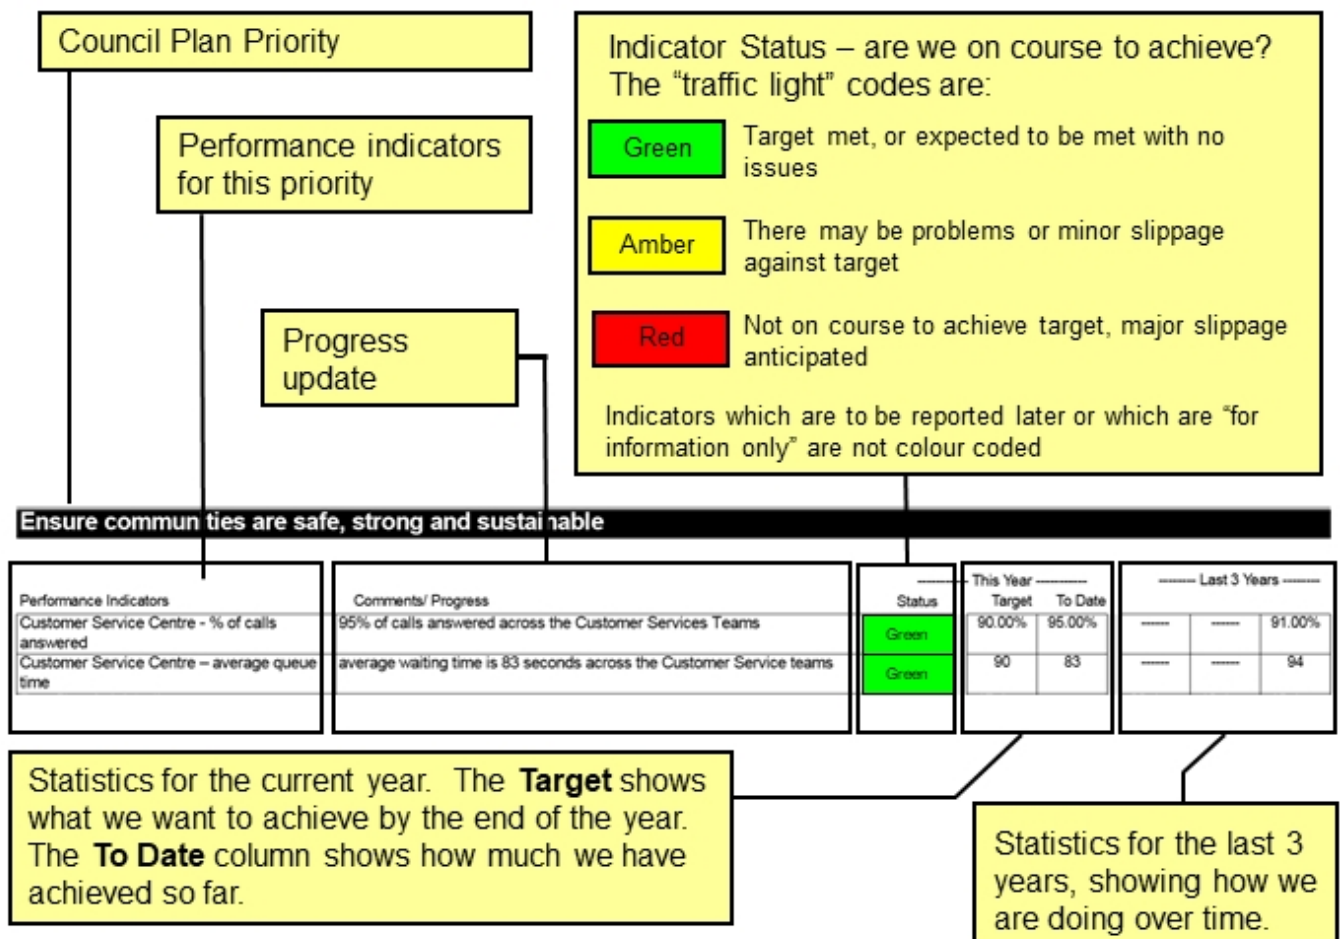 Council Plan Priority
Performance indicators
for this priority
Progress
update
Indicator Status – are we on course to achieve?
The “traffic light” codes are:
Green
Target met, or expected to be met with no
issues
Amber
There may be problems or minor slippage
against target
Red
Not on course to achieve target, major slippage
anticipated
Indicators which are to be reported later or which are “for
information only” are not colour coded
Ensure communities are safe, strong and sustainable
---------- This Year ----------- -------- Last 3 Years --------
Performance Indicators Comments/ Progress Status Target To Date
Customer Service Centre - % of calls
answered
95% of calls answered across the Customer Services Teams
Green
90.00% 95.00% ------ ------ 91.00%
Customer Service Centre – average queue
time
average waiting time is 83 seconds across the Customer Service teams
Green
90 83 ------ ------ 94
Statistics for the current year. The Target shows
what we want to achieve by the end of the year.
The To Date column shows how much we have
achieved so far.
Statistics for the last 3
years, showing how we
are doing over time.